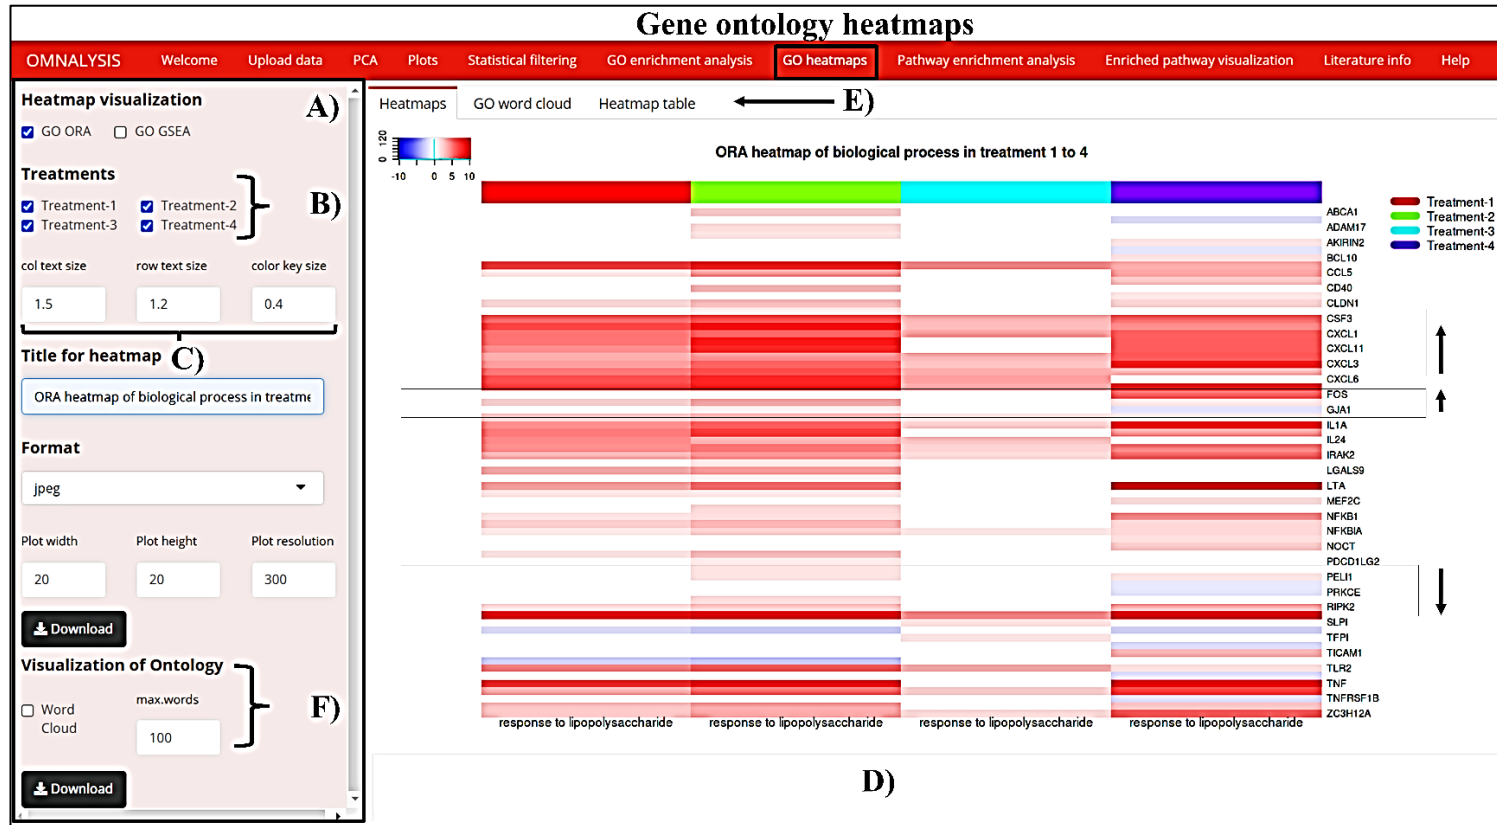 Gene ontology heatmaps
OMNALYSIS Welcome Upload data PCA Plots Statistical filtering GO enrichment analysis GO heatmaps Pathway enrichment analysis Enriched pathway visualization Literature info Help
Heatmap visualization
A)
GO ORA GO GSEA
Treatments
Treatment-1 Treatment-2
Treatment-3 Treatment-4
B)
col text size row text size color key size
1.5 1.2 0.4
C)
Title for heatmap
ORA heatmap of biological process in treatme
Format
jpeg
Plot width Plot height Plot resolution
20 20 300
Download
Visualization of Ontology
Word Cloud
max.words
100
F)
Download
Heatmaps GO word cloud Heatmap table
E)
0 120
-10 0 5 10
ORA heatmap of biological process in treatment 1 to 4
Treatment-1
Treatment-2
Treatment-3
Treatment-4
ABCA1
ADAM17
AKIRIN2
BCL10
CCL5
CD40
CLDN1
CSF3
CXCL1
CXCL11
CXCL3
CXCL6
FOS
GJA1
IL1A
IL24
IRAK2
LGALS9
LTA
MEF2C
NFKB1
NFKBIA
NOCT
PDCD1LG2
PELI1
PRKCE
RIPK2
SLPI
TFPI
TICAM1
TLR2
TNF
TNFRSF1B
ZC3H12A
response to lipopolysaccharide response to lipopolysaccharide response to lipopolysaccharide response to lipopolysaccharide
D)